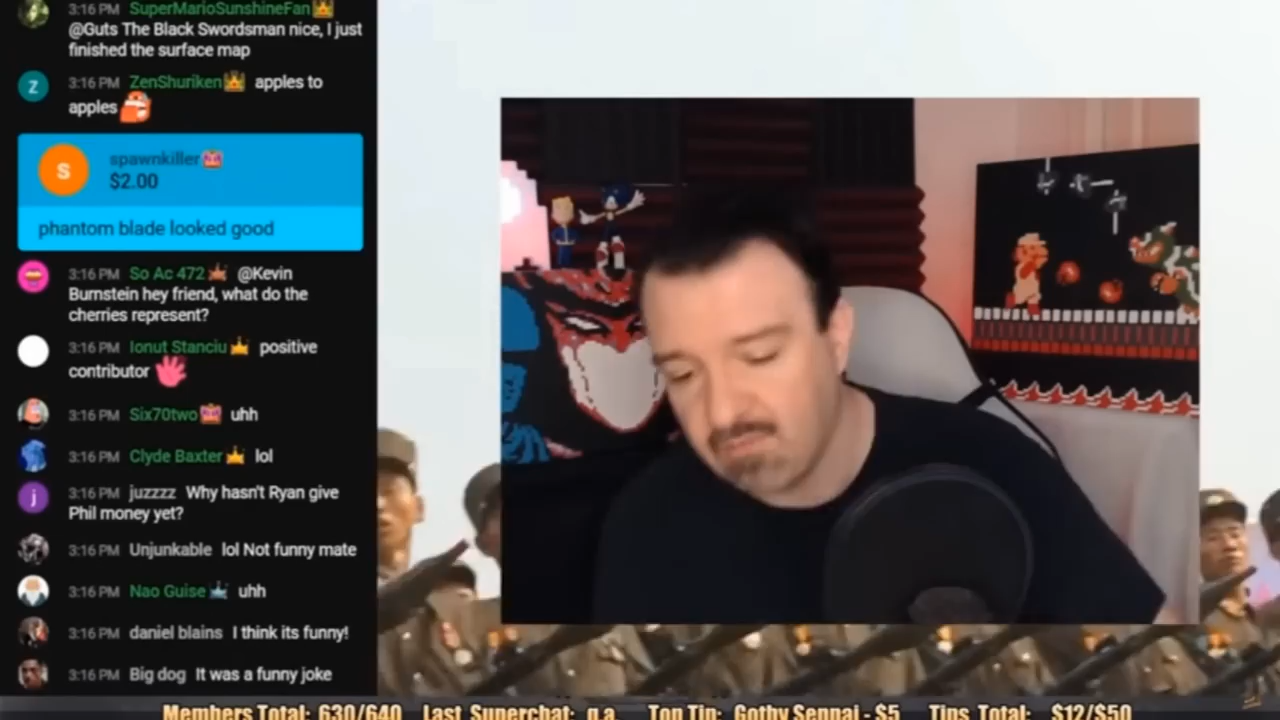 3:16 PM SuperMarioSunshineFan
@Guts The Black Swordsman nice, I just
finished the surface map
Z
3:16 PM ZenShuriken apples to
apples
S
spawnkiller
$2.00
phantom blade looked good
3:16 PM So Ac 472 @Kevin
Burnstein hey friend, what do the
cherries represent?
3:16 PM Ionut Stanciu positive
contributor
3:16 PM Six70two uhh
3:16 PM Clyde Baxter lol
j
3:16 PM juzzzz Why hasn't Ryan give
Phil money yet?
3:16 PM Unjunkable lol Not funny mate
3:16 PM Nao Guise uhh
3:16 PM daniel blains I think its funny!
3:16 PM Big dog It was a funny joke
Members Total: 630/640 Last Superchat: n.a. Top Tip: Gothy Senpai - $5 Tips Total: $12/$50